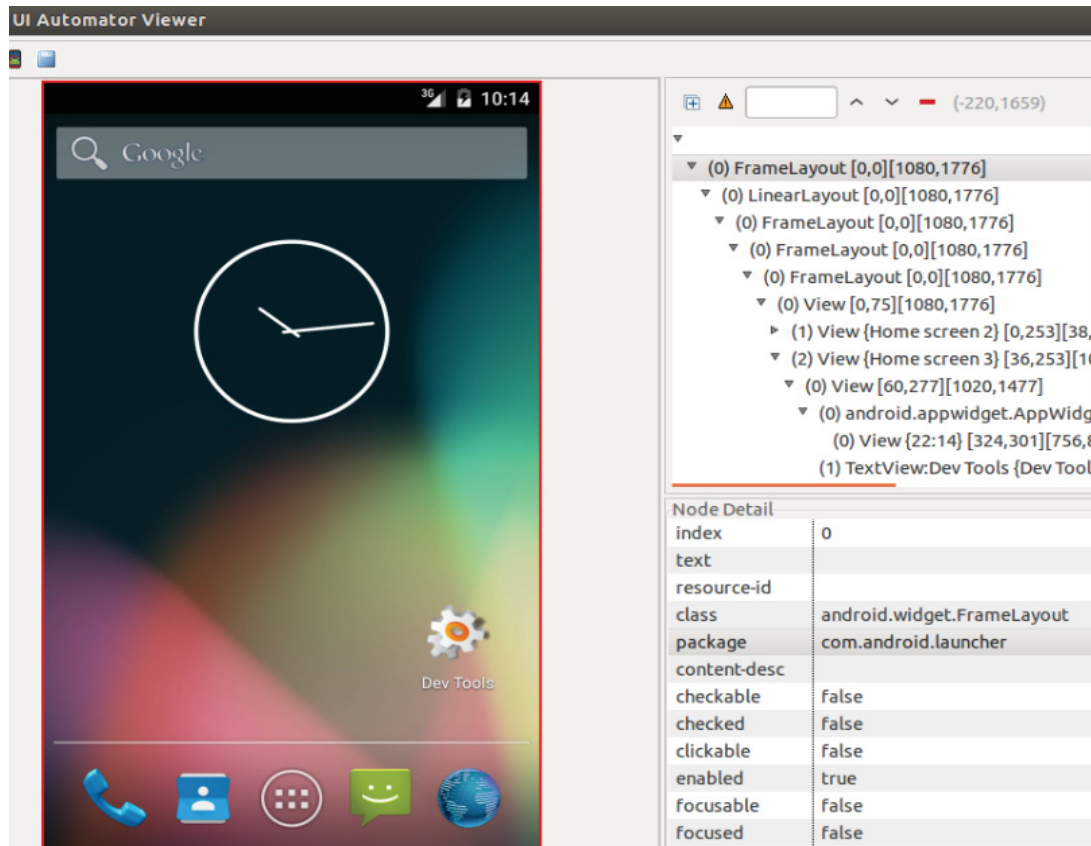 UI Automator Viewer
3G 10:14
Google
Dev Tools
(-220,1659)
(0) FrameLayout [0,0][1080,1776]
(0) LinearLayout [0,0][1080,1776]
(0) FrameLayout [0,0][1080,1776]
(0) FrameLayout [0,0][1080,1776]
(0) FrameLayout [0,0][1080,1776]
(0) View [0,75][1080,1776]
(1) View {Home screen 2} [0,253][38,
(2) View {Home screen 3} [36,253][10
(0) View [60,277][1020,1477]
(0) android.appwidget.AppWidg
(0) View {22:14} [324,301][756,8
(1) TextView:Dev Tools {Dev Tool
Node Detail
index 0
text
resource-id
class android.widget.FrameLayout
package com.android.launcher
content-desc
checkable false
checked false
clickable false
enabled true
focusable false
focused false